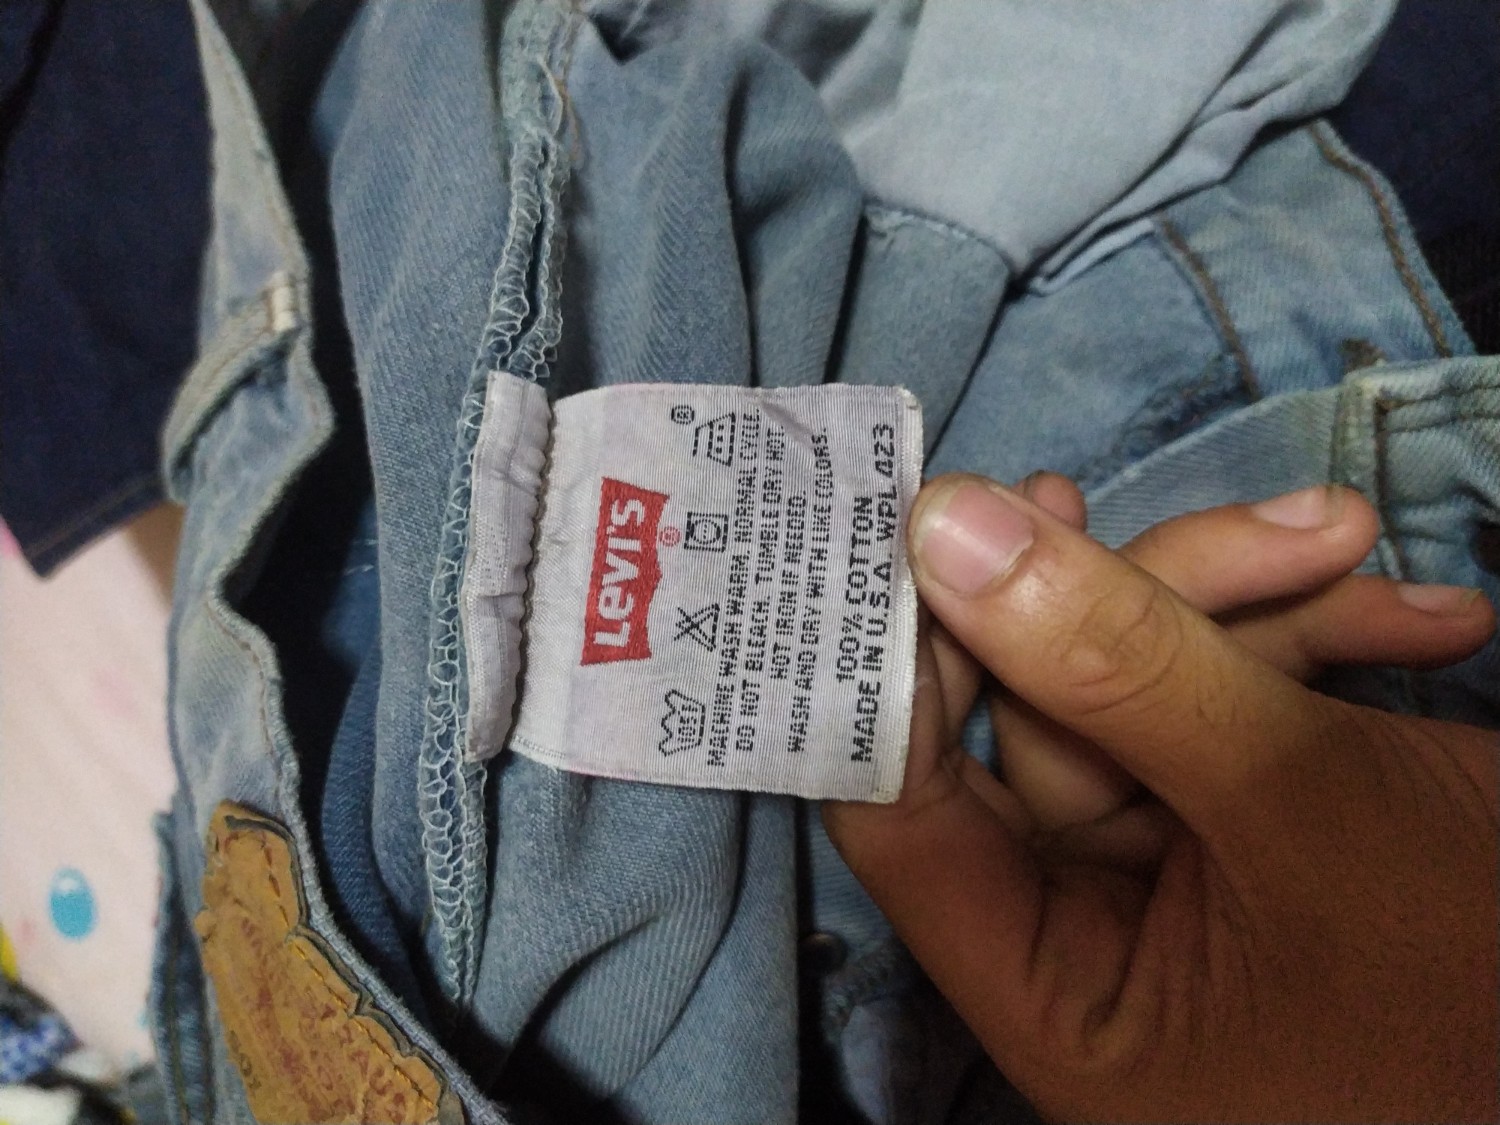 LEVI'S
®
105
®
MACHINE WASH WARM, NORMAL CYCLE.
DO NOT BLEACH. TUMBLE DRY HOT.
HOT IRON IF NEEDED.
WASH AND DRY WITH LIKE COLORS.
100% COTTON
MADE IN U.S.A WPL 423